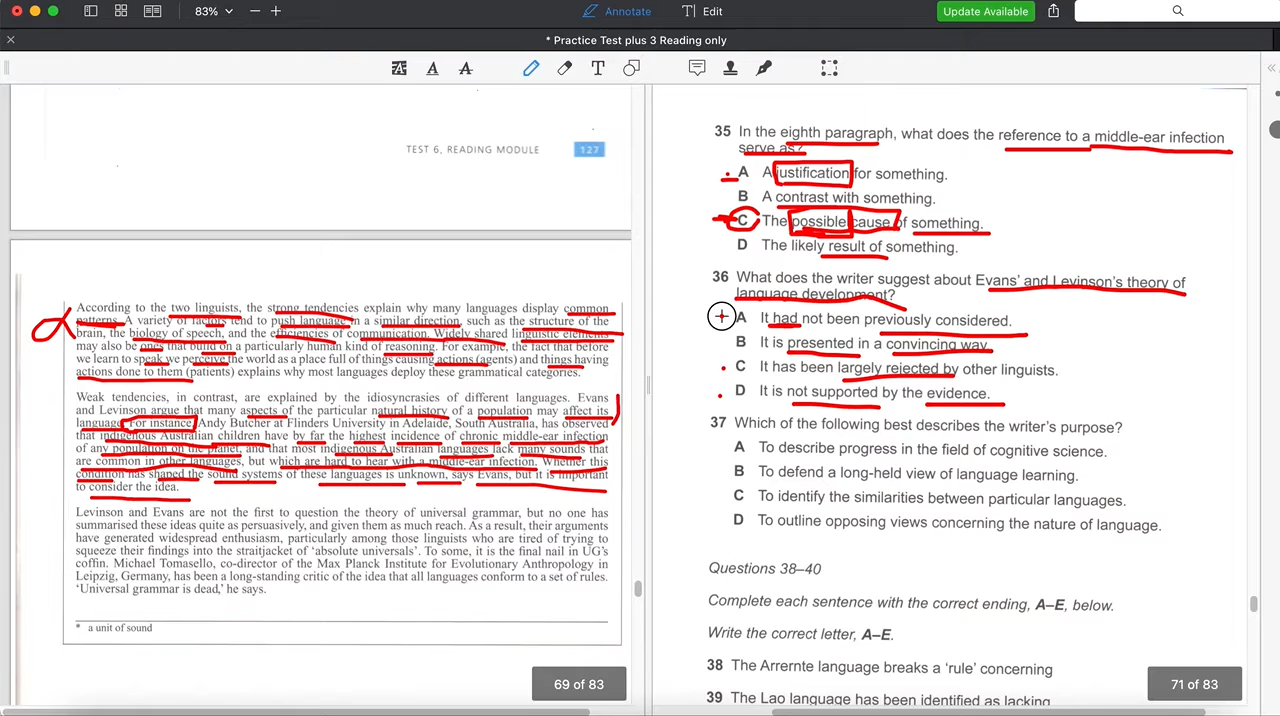 83%
Annotate
Edit
Update Available
* Practice Test plus 3 Reading only
TEST 6, READING MODULE 127
According to the two linguists, the strong tendencies explain why many languages display common
patterns. A variety of factors tend to push language in a similar direction, such as the structure of the
brain, the biology of speech, and the efficiencies of communication. Widely shared linguistic elements
may also be ones that build on a particularly human kind of reasoning. For example, the fact that before
we learn to speak we perceive the world as a place full of things causing actions (agents) and things having
actions done to them (patients) explains why most languages deploy these grammatical categories.
Weak tendencies, in contrast, are explained by the idiosyncrasies of different languages. Evans
and Levinson argue that many aspects of the particular natural history of a population may affect its
language. For instance, Andy Butcher at Flinders University in Adelaide, South Australia, has observed
that indigenous Australian children have by far the highest incidence of chronic middle-ear infection
of any population on the planet, and that most indigenous Australian languages lack many sounds that
are common in other languages, but which are hard to hear with a middle-ear infection. Whether this
condition has shaped the sound systems of these languages is unknown, says Evans, but it is important
to consider the idea.
Levinson and Evans are not the first to question the theory of universal grammar, but no one has
summarised these ideas quite as persuasively, and given them as much reach. As a result, their arguments
have generated widespread enthusiasm, particularly among those linguists who are tired of trying to
squeeze their findings into the straitjacket of 'absolute universals'. To some, it is the final nail in UG's
coffin. Michael Tomasello, co-director of the Max Planck Institute for Evolutionary Anthropology in
Leipzig, Germany, has been a long-standing critic of the idea that all languages conform to a set of rules.
'Universal grammar is dead,' he says.
* a unit of sound
69 of 83
35 In the eighth paragraph, what does the reference to a middle-ear infection
serve as?
A A justification for something.
B A contrast with something.
C The possible cause of something.
D The likely result of something.
36 What does the writer suggest about Evans' and Levinson's theory of
language development?
A It had not been previously considered.
B It is presented in a convincing way.
C It has been largely rejected by other linguists.
D It is not supported by the evidence.
37 Which of the following best describes the writer's purpose?
A To describe progress in the field of cognitive science.
B To defend a long-held view of language learning.
C To identify the similarities between particular languages.
D To outline opposing views concerning the nature of language.
Questions 38–40
Complete each sentence with the correct ending, A–E, below.
Write the correct letter, A–E.
38 The Arrernte language breaks a 'rule' concerning
39 The Lao language has been identified as lacking
71 of 83